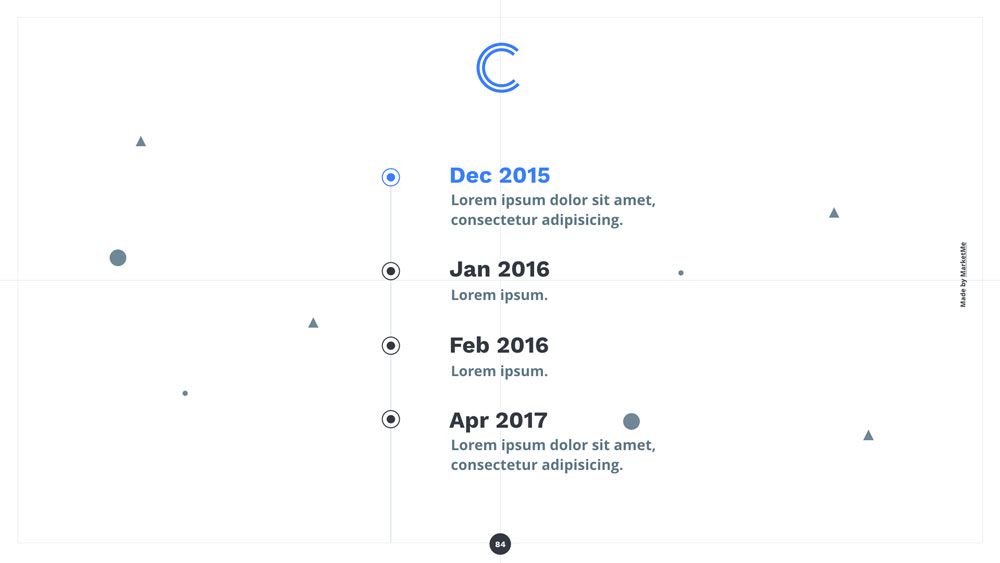 Dec 2015
Lorem ipsum dolor sit amet,
consectetur adipisicing.
Jan 2016
Lorem ipsum.
Feb 2016
Lorem ipsum.
Apr 2017
Lorem ipsum dolor sit amet,
consectetur adipisicing.
Made by MarketMe
84